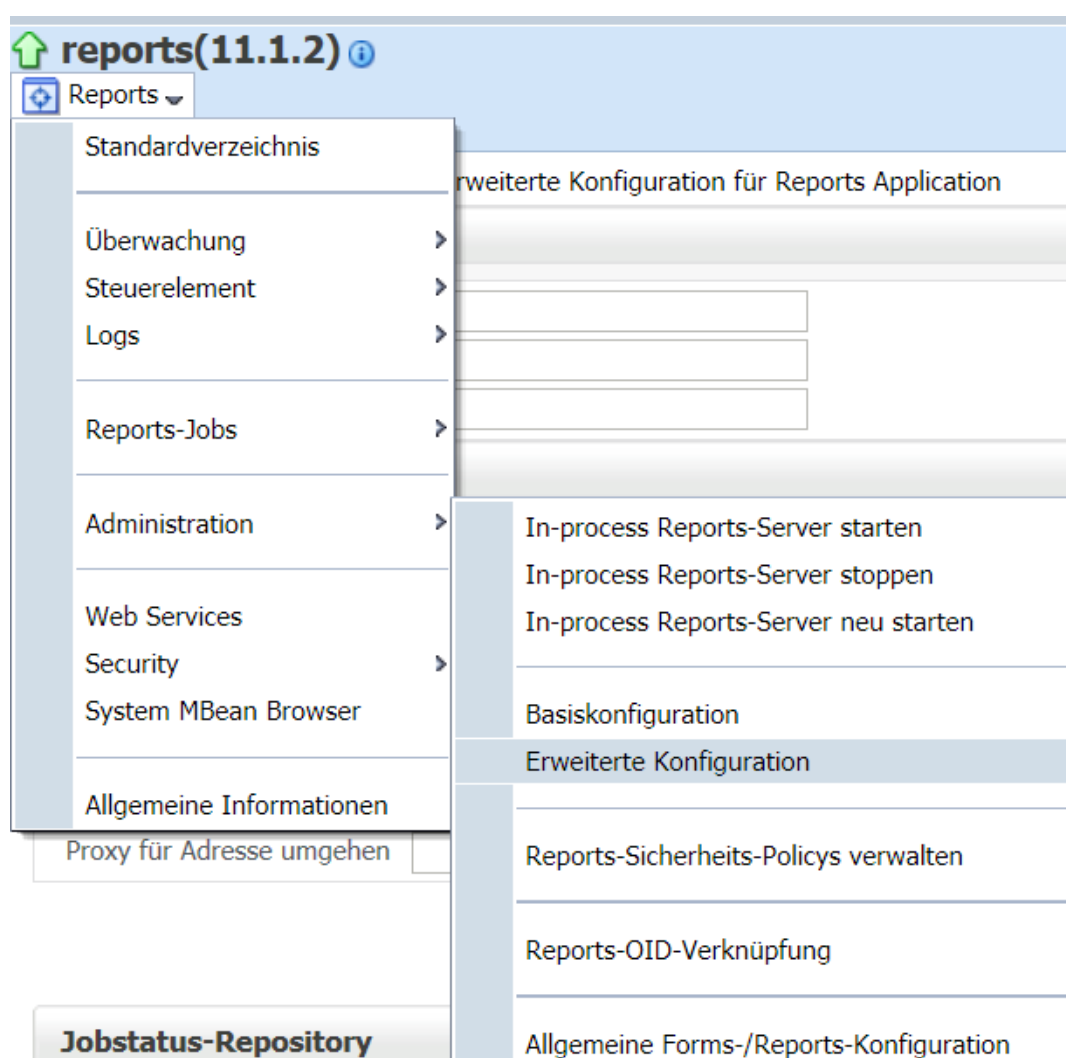 reports(11.1.2)
Reports
Standardverzeichnis
rweiterte Konfiguration für Reports Application
Überwachung
Steuerelement
Logs
Reports-Jobs
Administration
In-process Reports-Server starten
In-process Reports-Server stoppen
In-process Reports-Server neu starten
Web Services
Security
System MBean Browser
Basiskonfiguration
Erweiterte Konfiguration
Allgemeine Informationen
Proxy für Adresse umgehen
Reports-Sicherheits-Policys verwalten
Reports-OID-Verknüpfung
Jobstatus-Repository
Allgemeine Forms-/Reports-Konfiguration